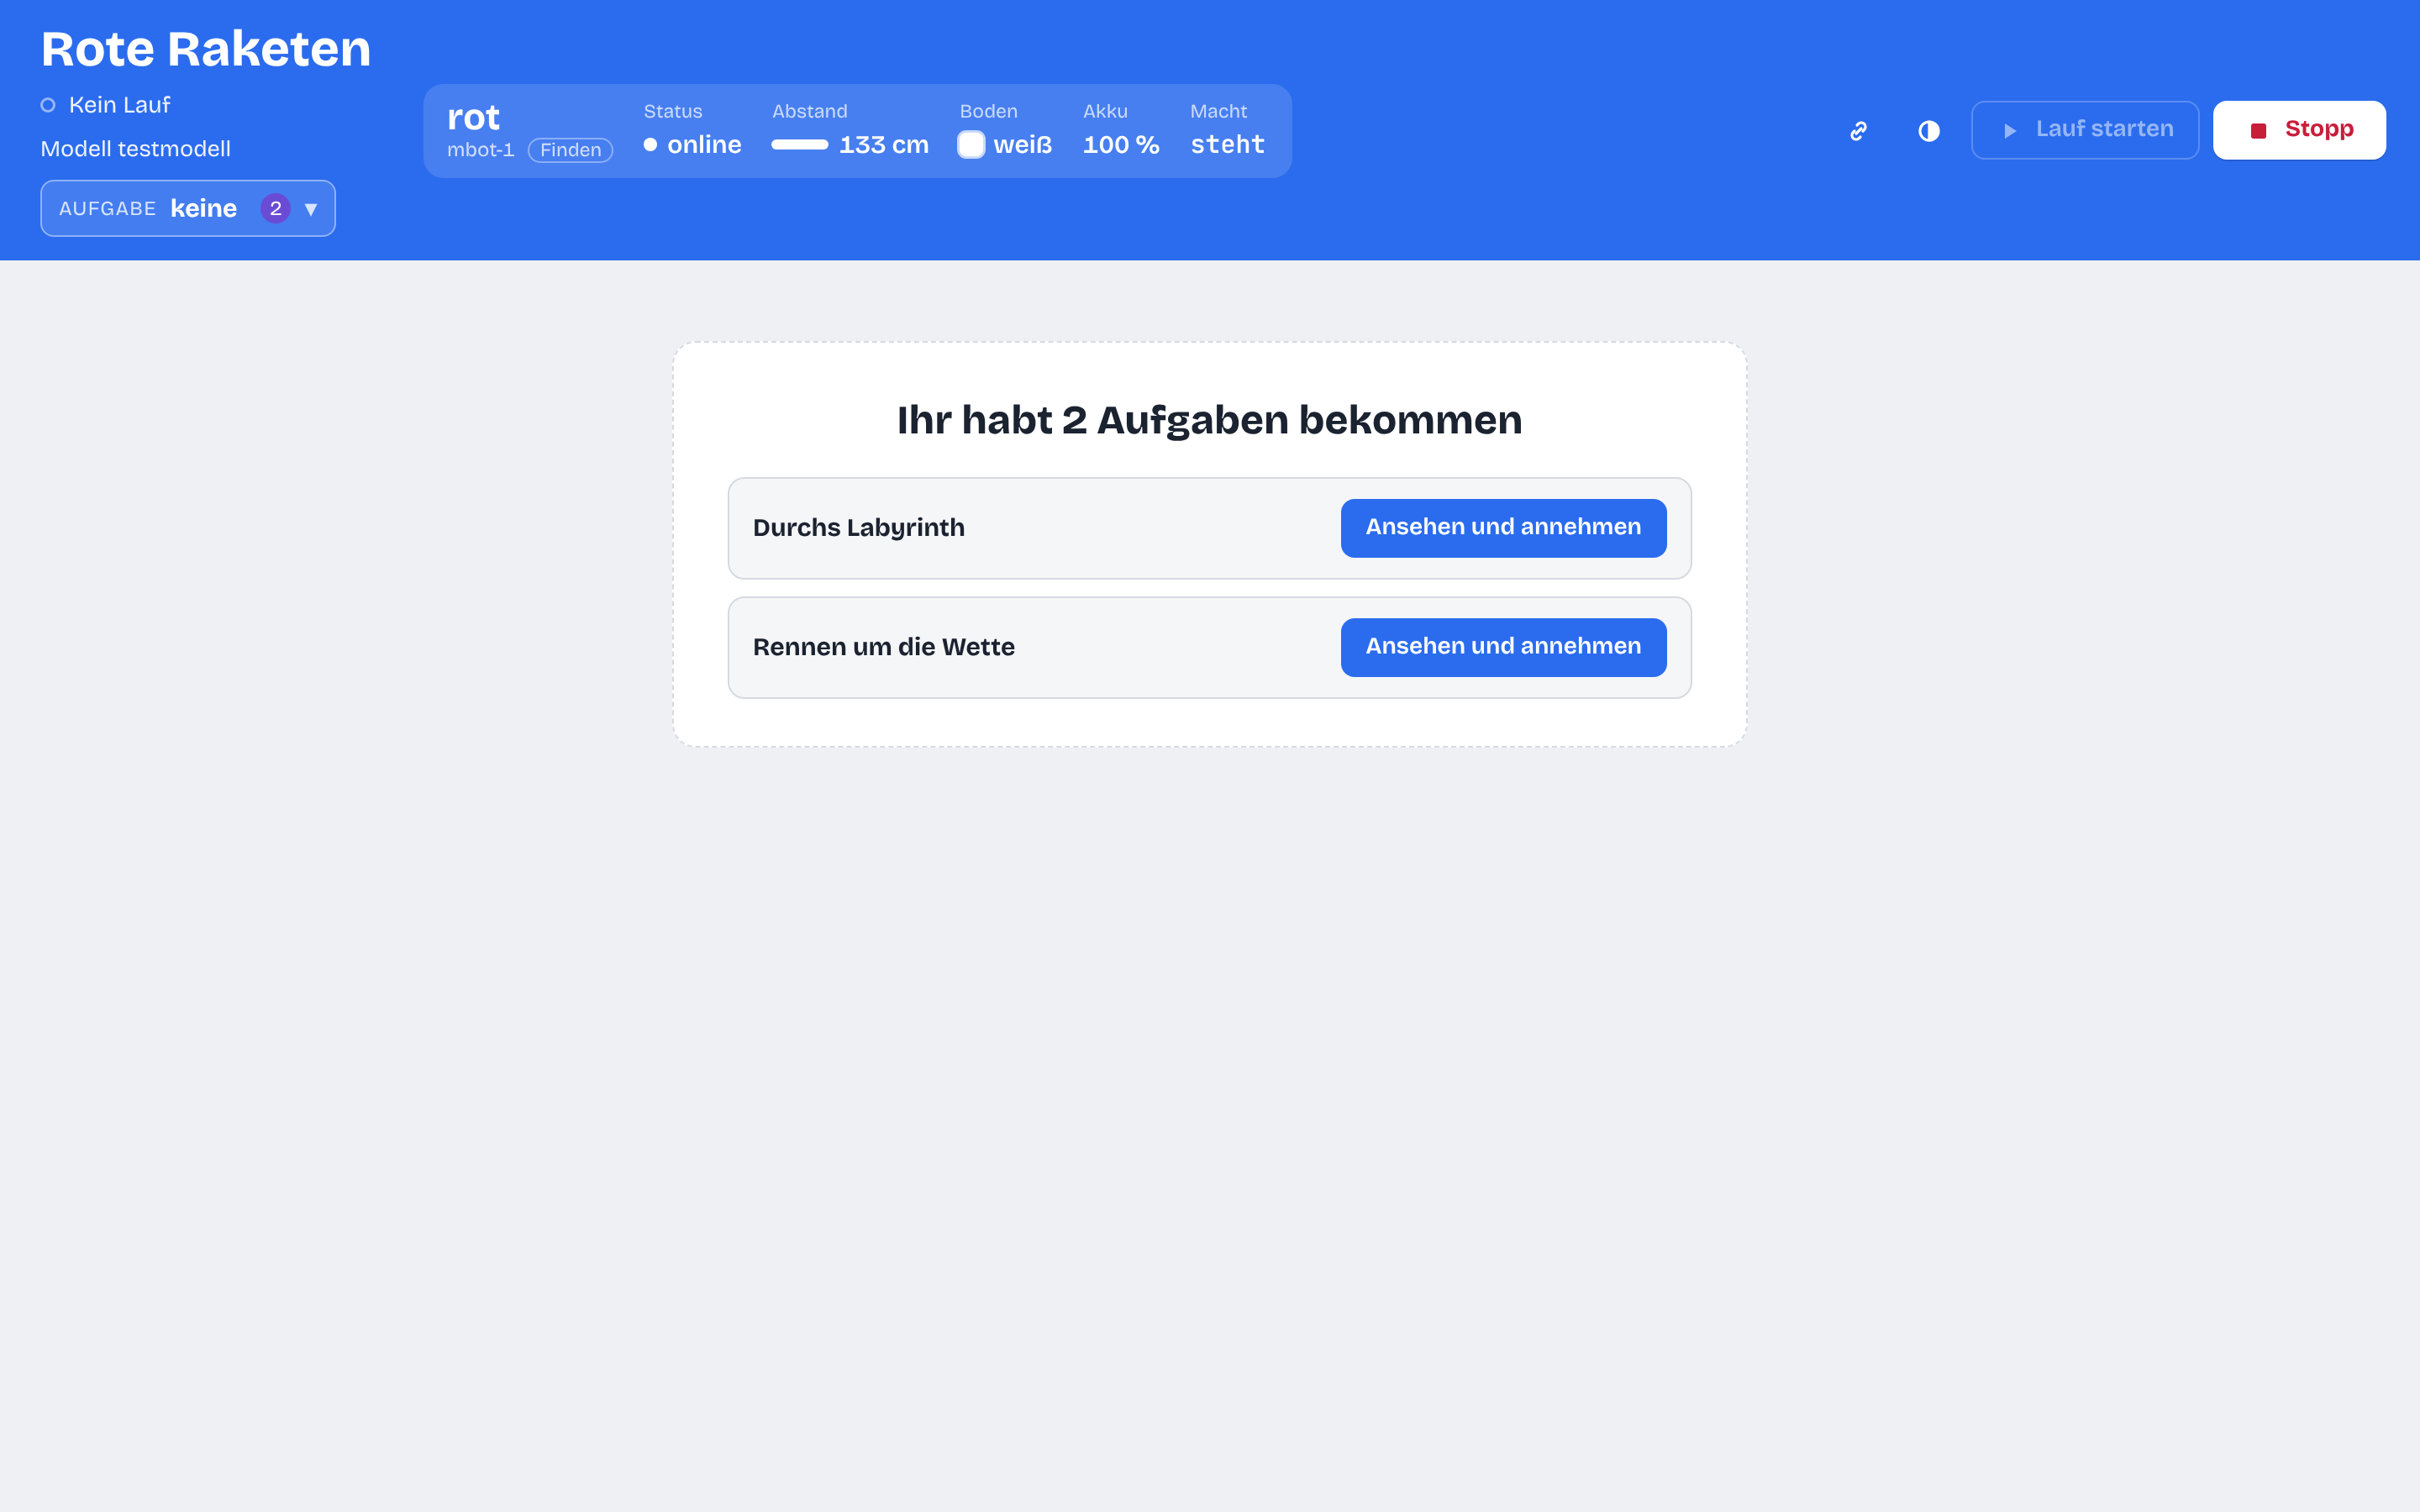 Rote Raketen
Kein Lauf
Modell testmodell
AUFGABE keine 2 ▼
rot
mbot-1 Finden
Status
online
Abstand
133 cm
Boden
weiß
Akku
100 %
Macht
steht
Lauf starten
Stopp
Ihr habt 2 Aufgaben bekommen
Durchs Labyrinth
Ansehen und annehmen
Rennen um die Wette
Ansehen und annehmen